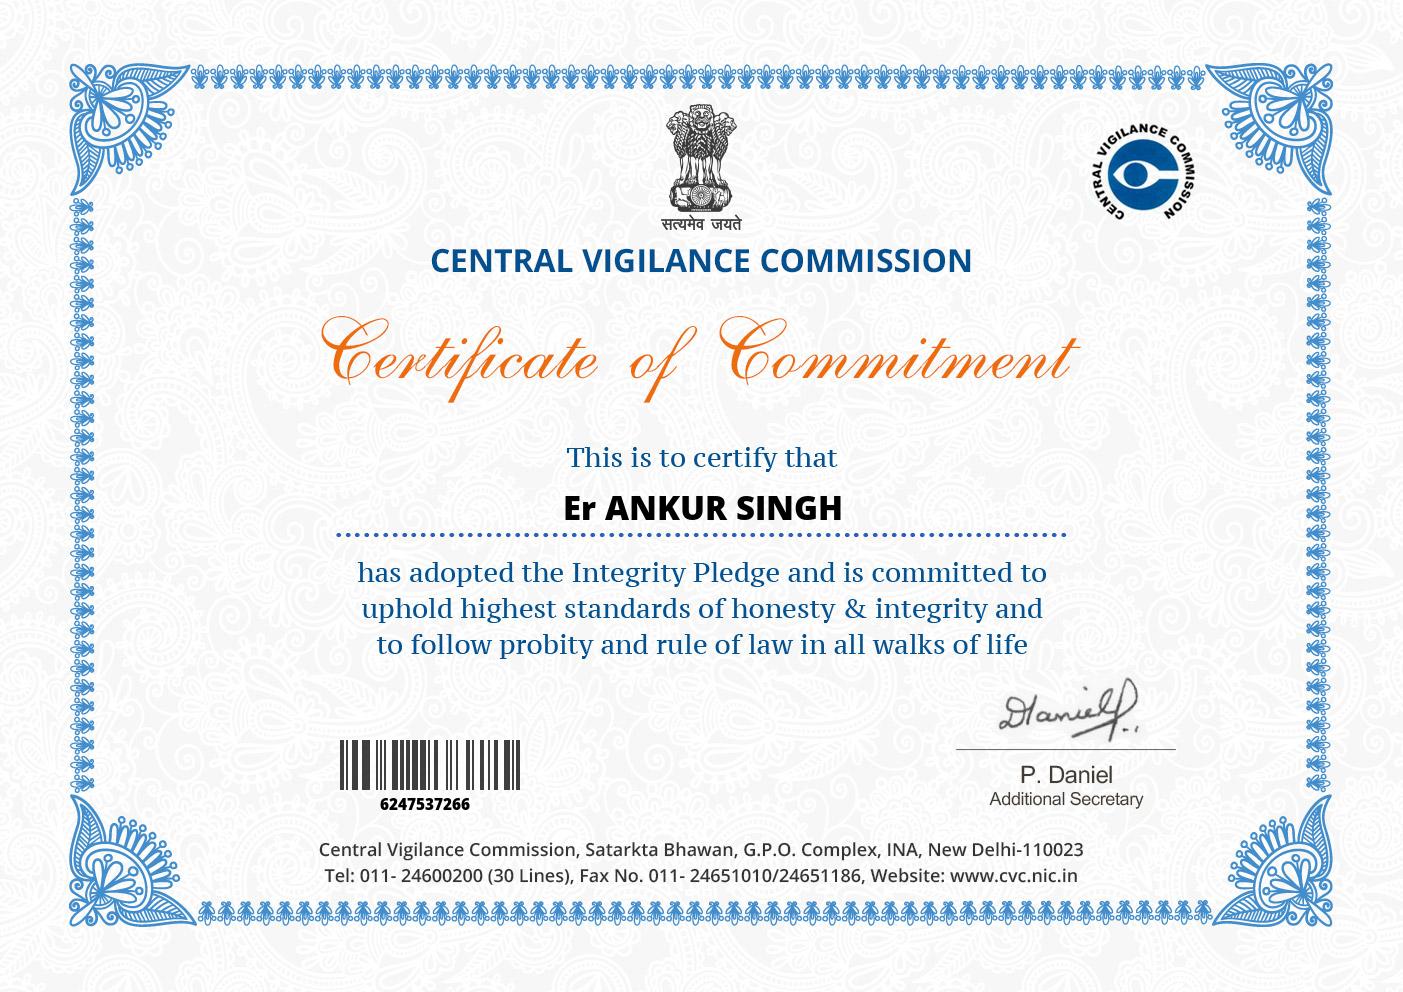 सत्यमेव जयते
CENTRAL VIGILANCE COMMISSION
CENTRAL VIGILANCE COMMISSION
Certificate of Commitment
This is to certify that
Er ANKUR SINGH
has adopted the Integrity Pledge and is committed to
uphold highest standards of honesty & integrity and
to follow probity and rule of law in all walks of life
DanielP..
P. Daniel
Additional Secretary
6247537266
Central Vigilance Commission, Satarkta Bhawan, G.P.O. Complex, INA, New Delhi-110023
Tel: 011- 24600200 (30 Lines), Fax No. 011- 24651010/24651186, Website: www.cvc.nic.in